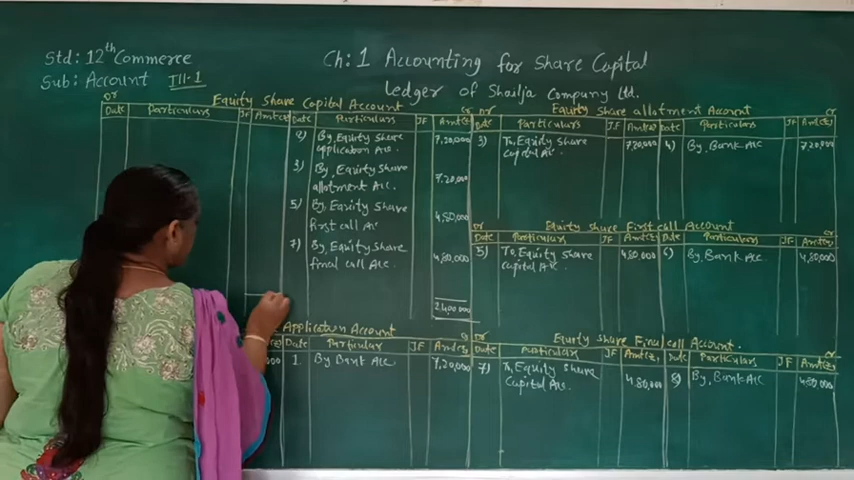 Std: 12th Commerce
Sub: Account III-1
Ch: 1 Accounting for Share Capital
Ledger of Shailja Company Ltd.
Equity Share Capital Account
Dr Cr
Date Particulars JF Amt(₹) Date Particulars JF Amt(₹)
2) By, Equity Share 7,20,000
application A/c.
3) By, Equity Share 7,20,000
allotment A/c.
5) By, Equity Share 4,80,000
first call A/c
7) By, Equity Share 4,80,000
final call A/c.
24,00,000
Equity Share allotment Account
Dr Cr
Date Particulars JF Amt(₹) Date Particulars JF Amt(₹)
3) To, Equity Share 7,20,000 4) By, Bank A/c 7,20,000
Capital A/c.
Equity share First call Account
Dr Cr
Date Particulars JF Amt(₹) Date Particulars JF Amt(₹)
5) To, Equity Share 4,80,000 6) By, Bank A/c. 4,80,000
Capital A/c.
Application Account
Date Particular JF Amt(₹)
000 1. By Bank A/c. 7,20,000
Equity Share Final call Account.
Dr Cr
Date Particulars JF Amt(₹) Date Particulars JF Amt(₹)
7) To, Equity Share 4,80,000 8) By, Bank A/c 4,80,000
Capital A/c.